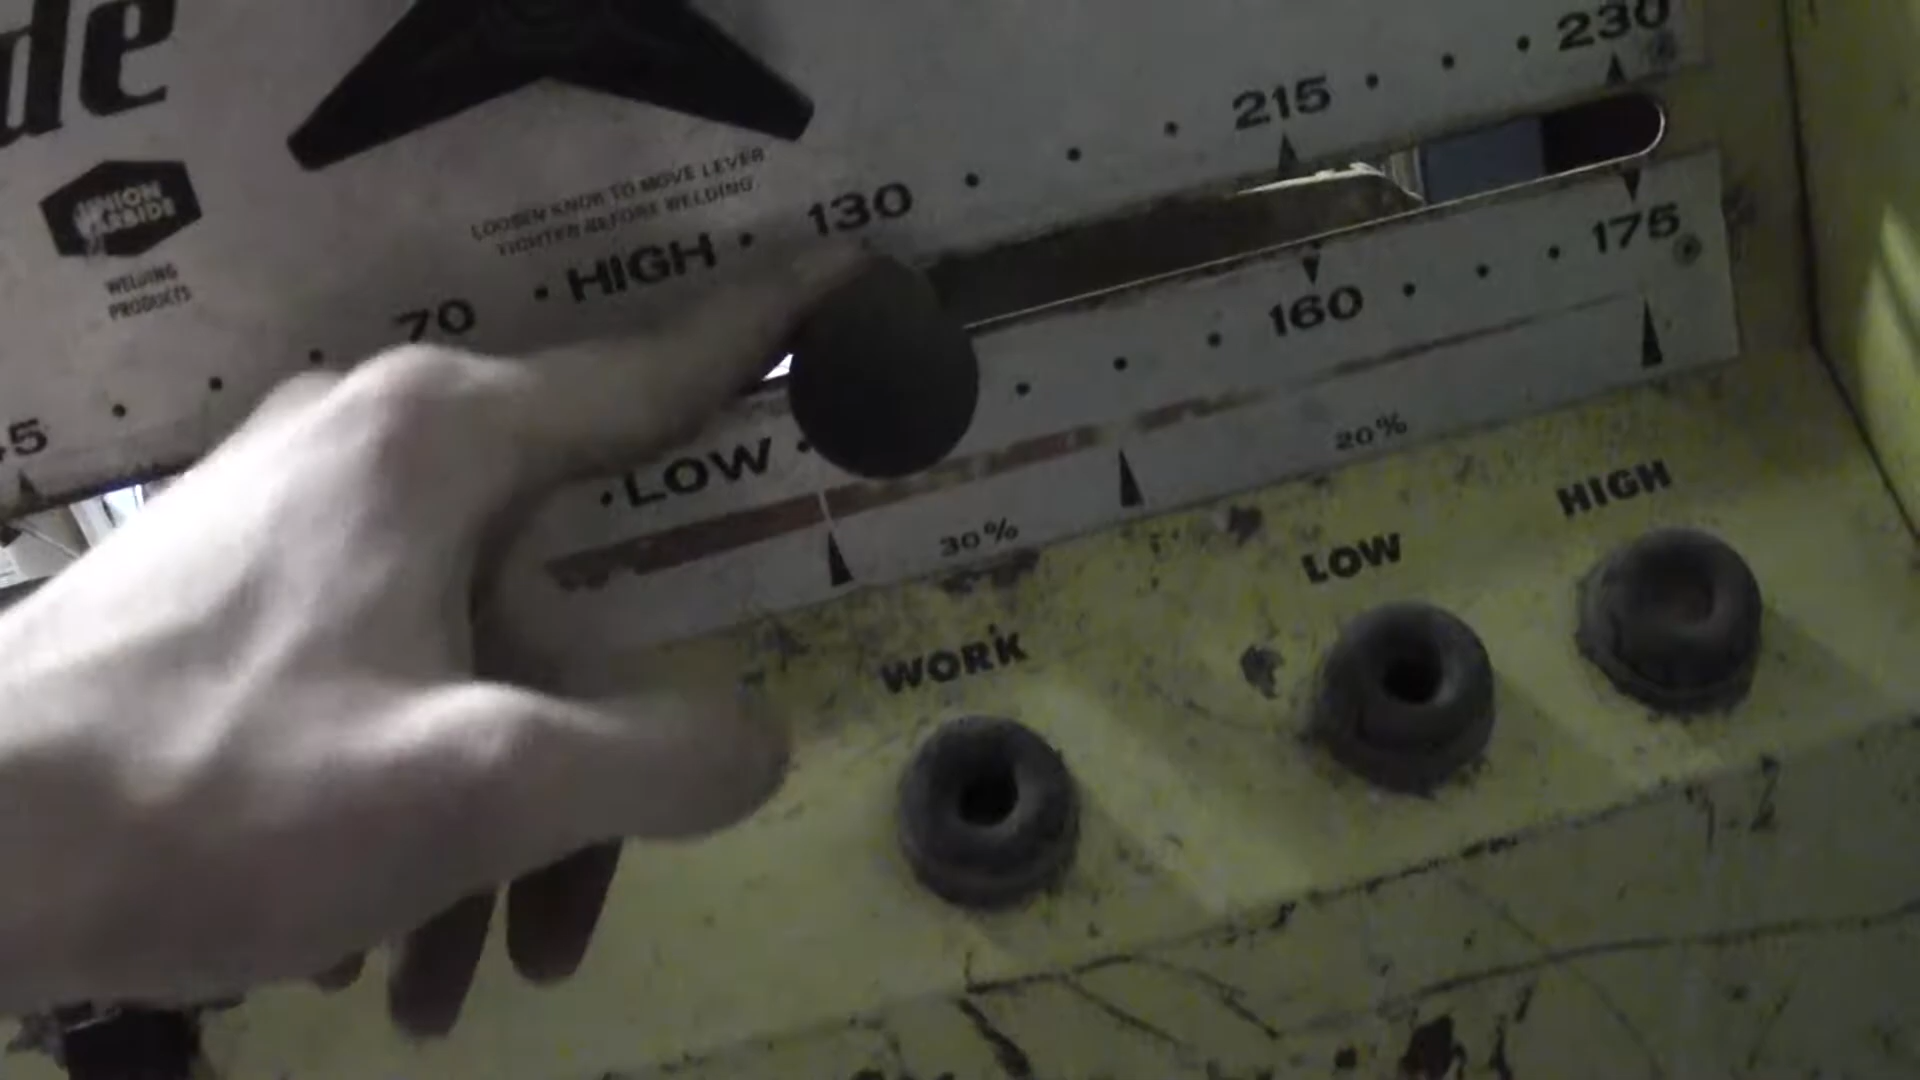 de
UNION
CARBIDE
WELDING
PRODUCTS
LOOSEN KNOB TO MOVE LEVER
TIGHTEN BEFORE WELDING
70 • HIGH • 130 • • • 215 • • • 230
• LOW • • • • 160 • • • 175
30% 20%
WORK LOW HIGH